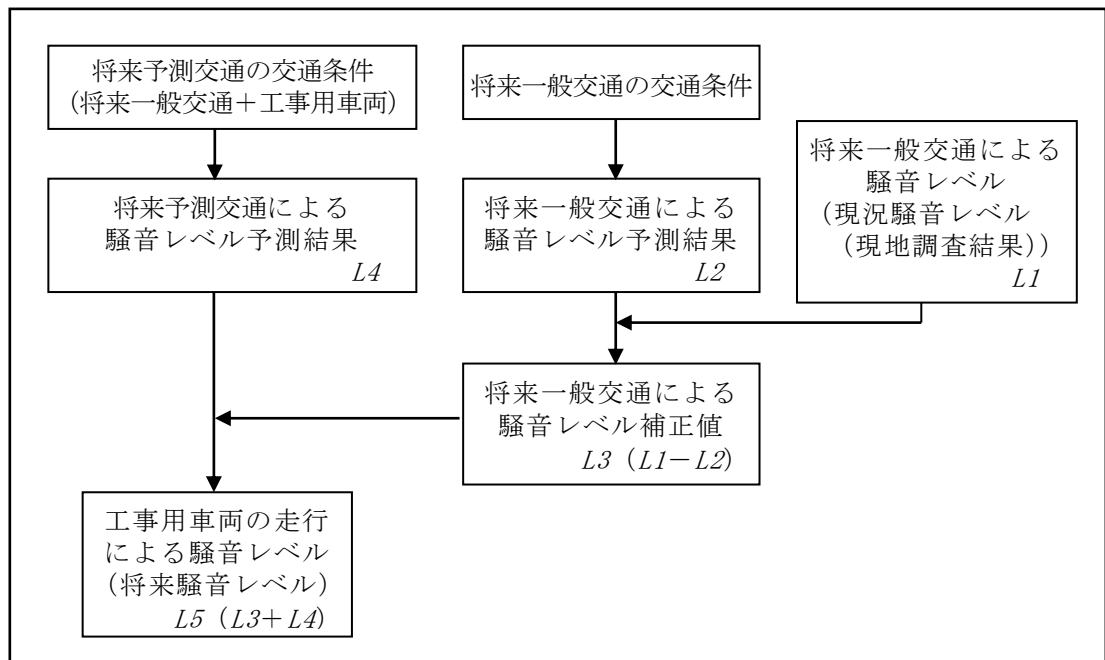 将来予測交通の交通条件
(将来一般交通＋工事用車両)
将来一般交通の交通条件
将来一般交通による
騒音レベル
(現況騒音レベル
(現地調査結果))
L1
将来予測交通による
騒音レベル予測結果
L4
将来一般交通による
騒音レベル予測結果
L2
将来一般交通による
騒音レベル補正値
L3 (L1－L2)
工事用車両の走行
による騒音レベル
(将来騒音レベル)
L5 (L3＋L4)